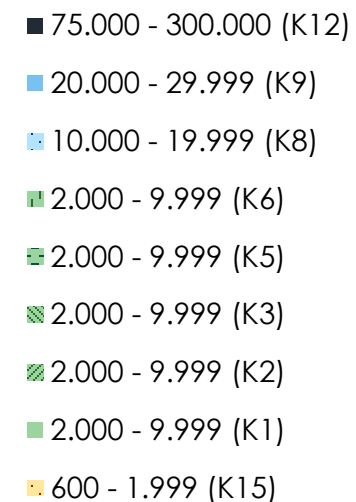 75.000 - 300.000 (K12)
20.000 - 29.999 (K9)
10.000 - 19.999 (K8)
2.000 - 9.999 (K6)
2.000 - 9.999 (K5)
2.000 - 9.999 (K3)
2.000 - 9.999 (K2)
2.000 - 9.999 (K1)
600 - 1.999 (K15)